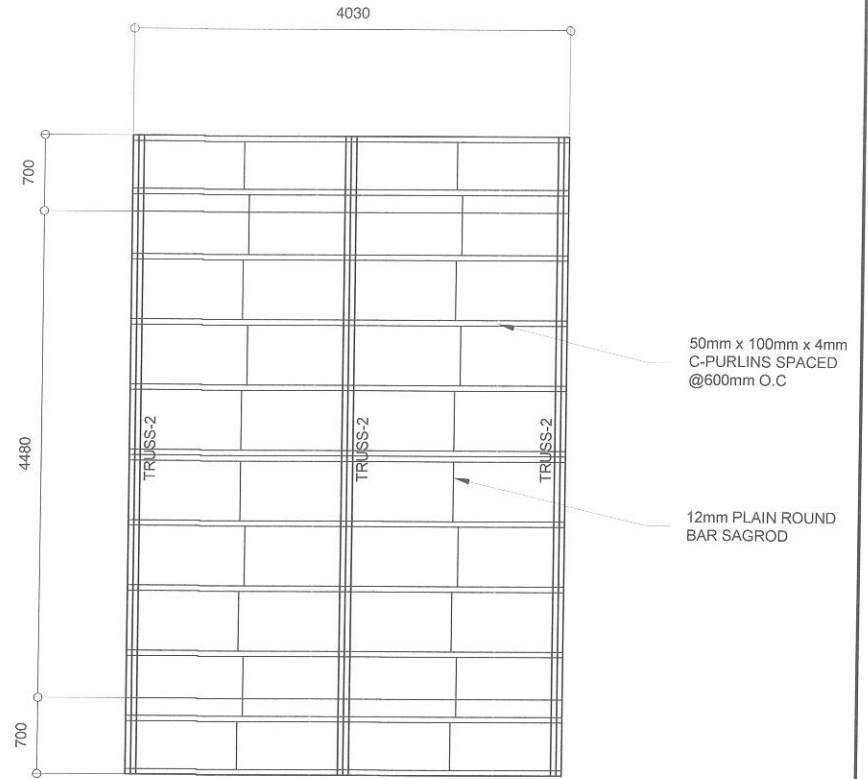 4030
700
50mm x 100mm x 4mm
C-PURLINS SPACED
@600mm O.C
4480
TRUSS-2
TRUSS-2
TRUSS-2
12mm PLAIN ROUND
BAR SAGROD
700